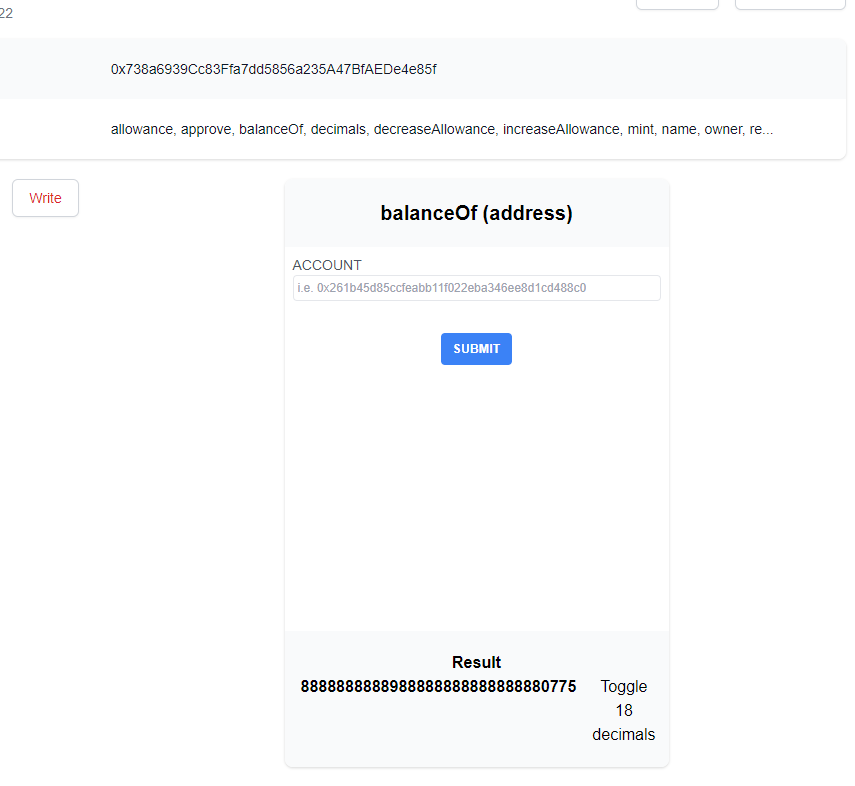 22
0x738a6939Cc83Ffa7dd5856a235A47BfAEDe4e85f
allowance, approve, balanceOf, decimals, decreaseAllowance, increaseAllowance, mint, name, owner, re...
Write
balanceOf (address)
ACCOUNT
i.e. 0x261b45d85ccfeabb11f022eba346ee8d1cd488c0
SUBMIT
Result
8888888888988888888888888880775
Toggle
18
decimals